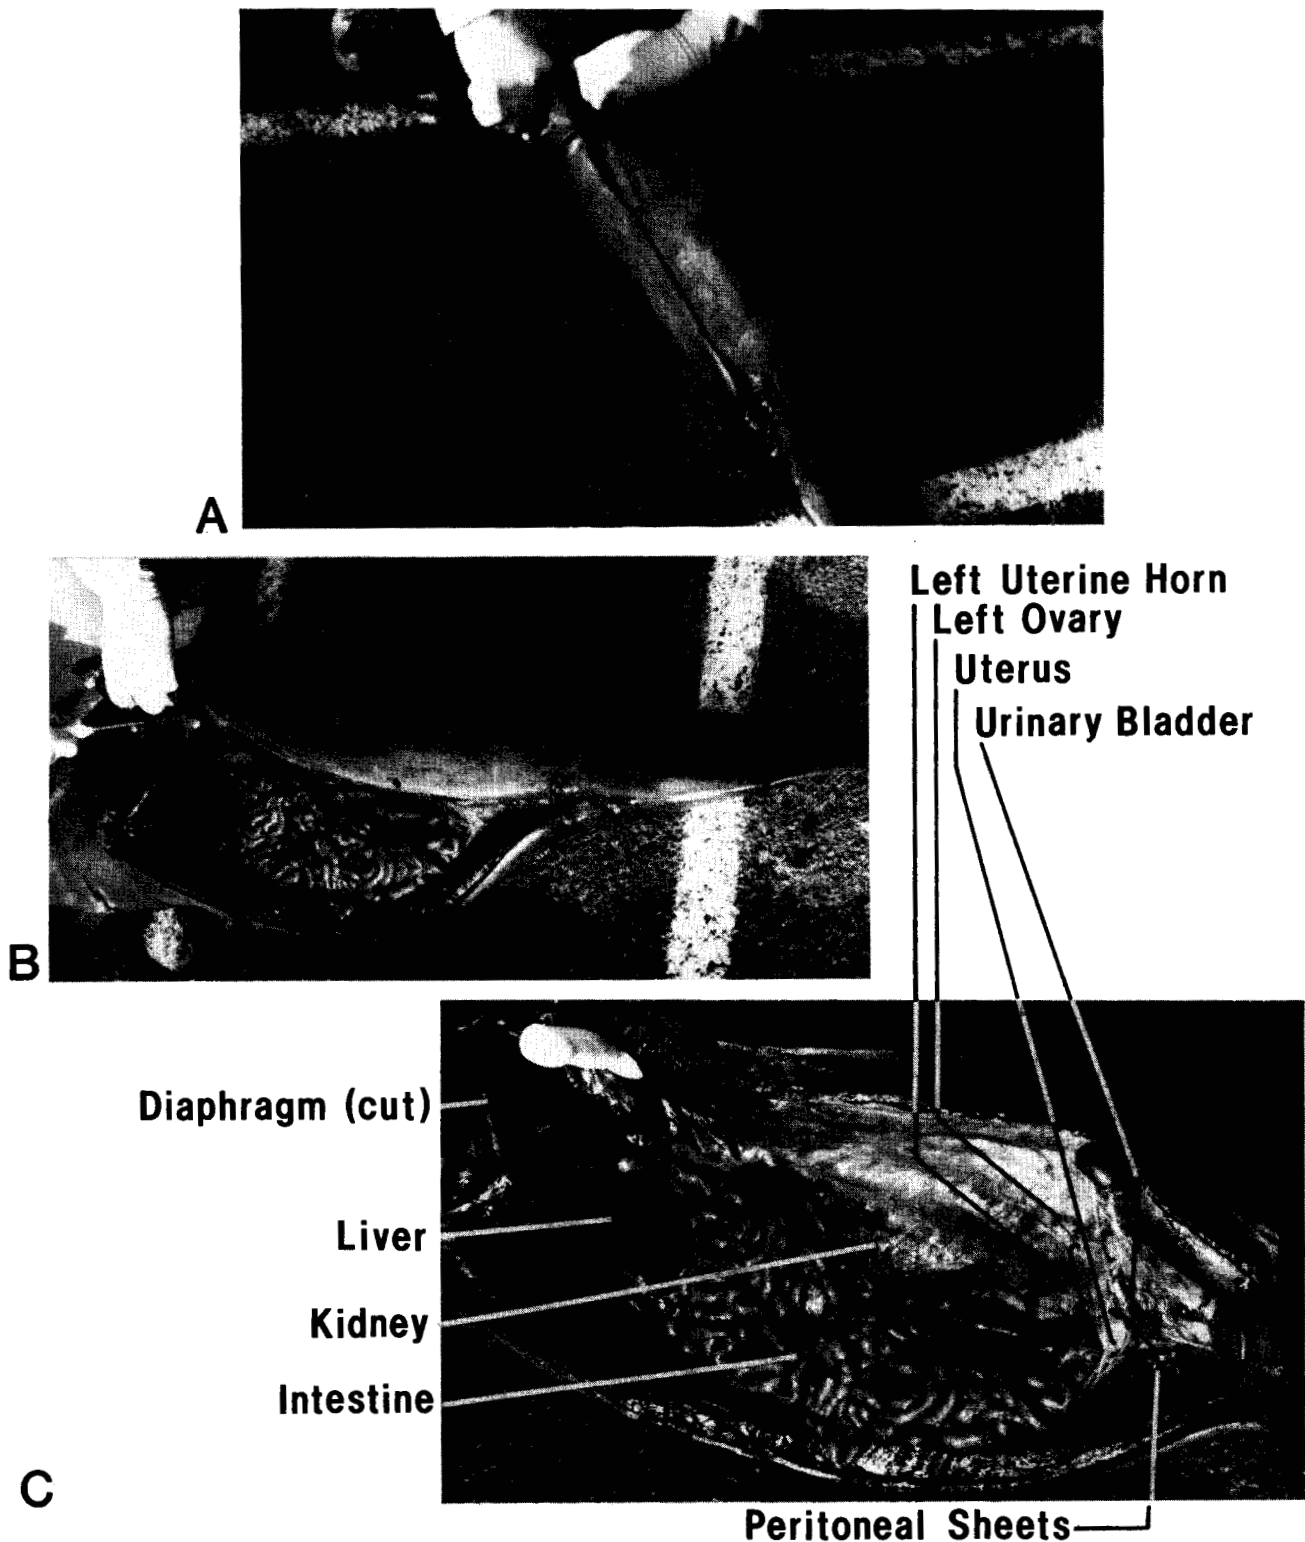 A
B
Left Uterine Horn
Left Ovary
Uterus
Urinary Bladder
Diaphragm (cut)
Liver
Kidney
Intestine
C
Peritoneal Sheets